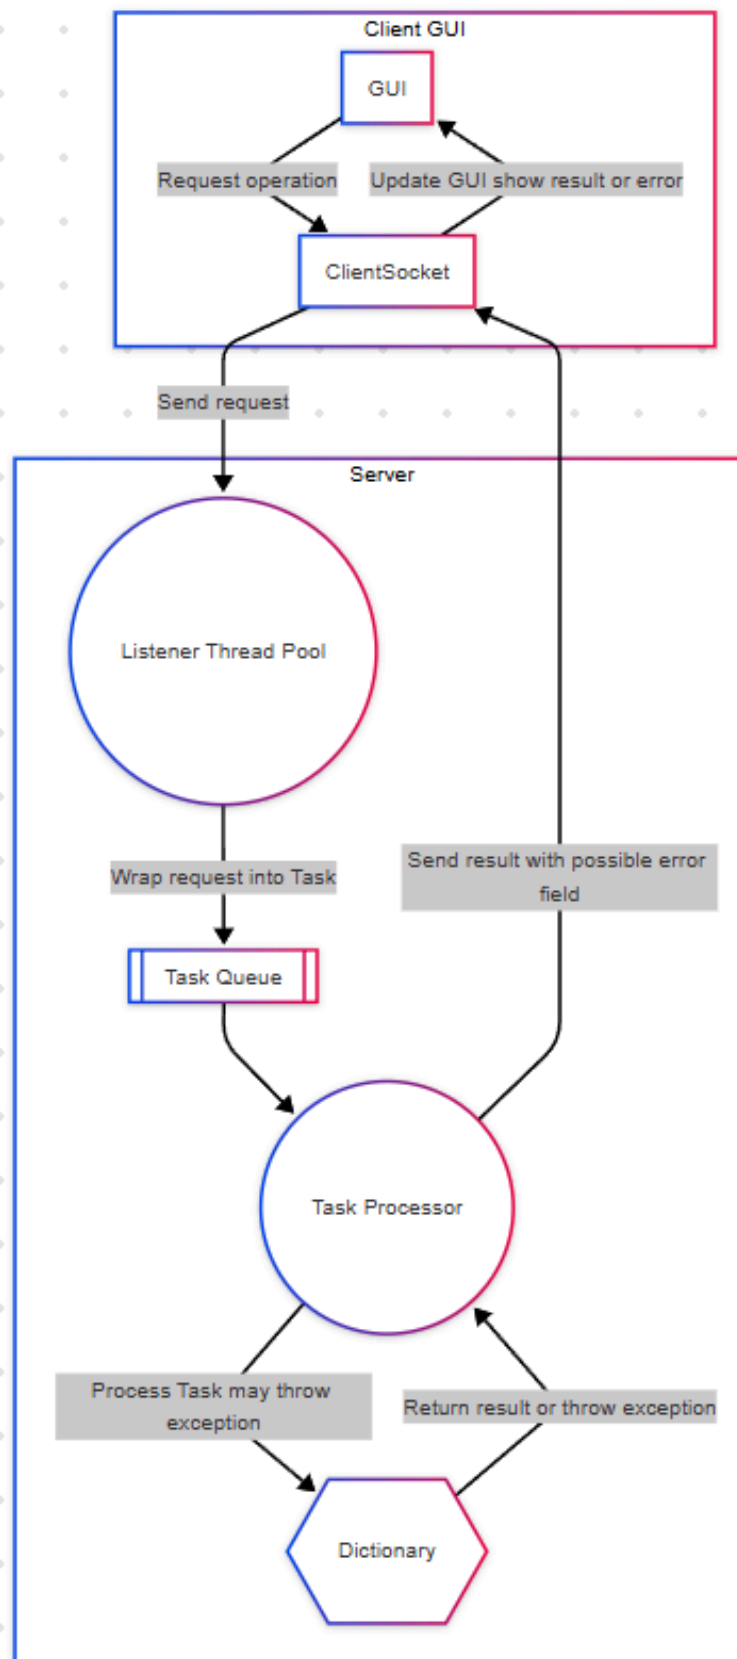 Client GUI
GUI
Request operation
Update GUI show result or error
ClientSocket
Send request
Server
Listener Thread Pool
Wrap request into Task
Send result with possible error
field
Task Queue
Task Processor
Process Task may throw
exception
Return result or throw exception
Dictionary